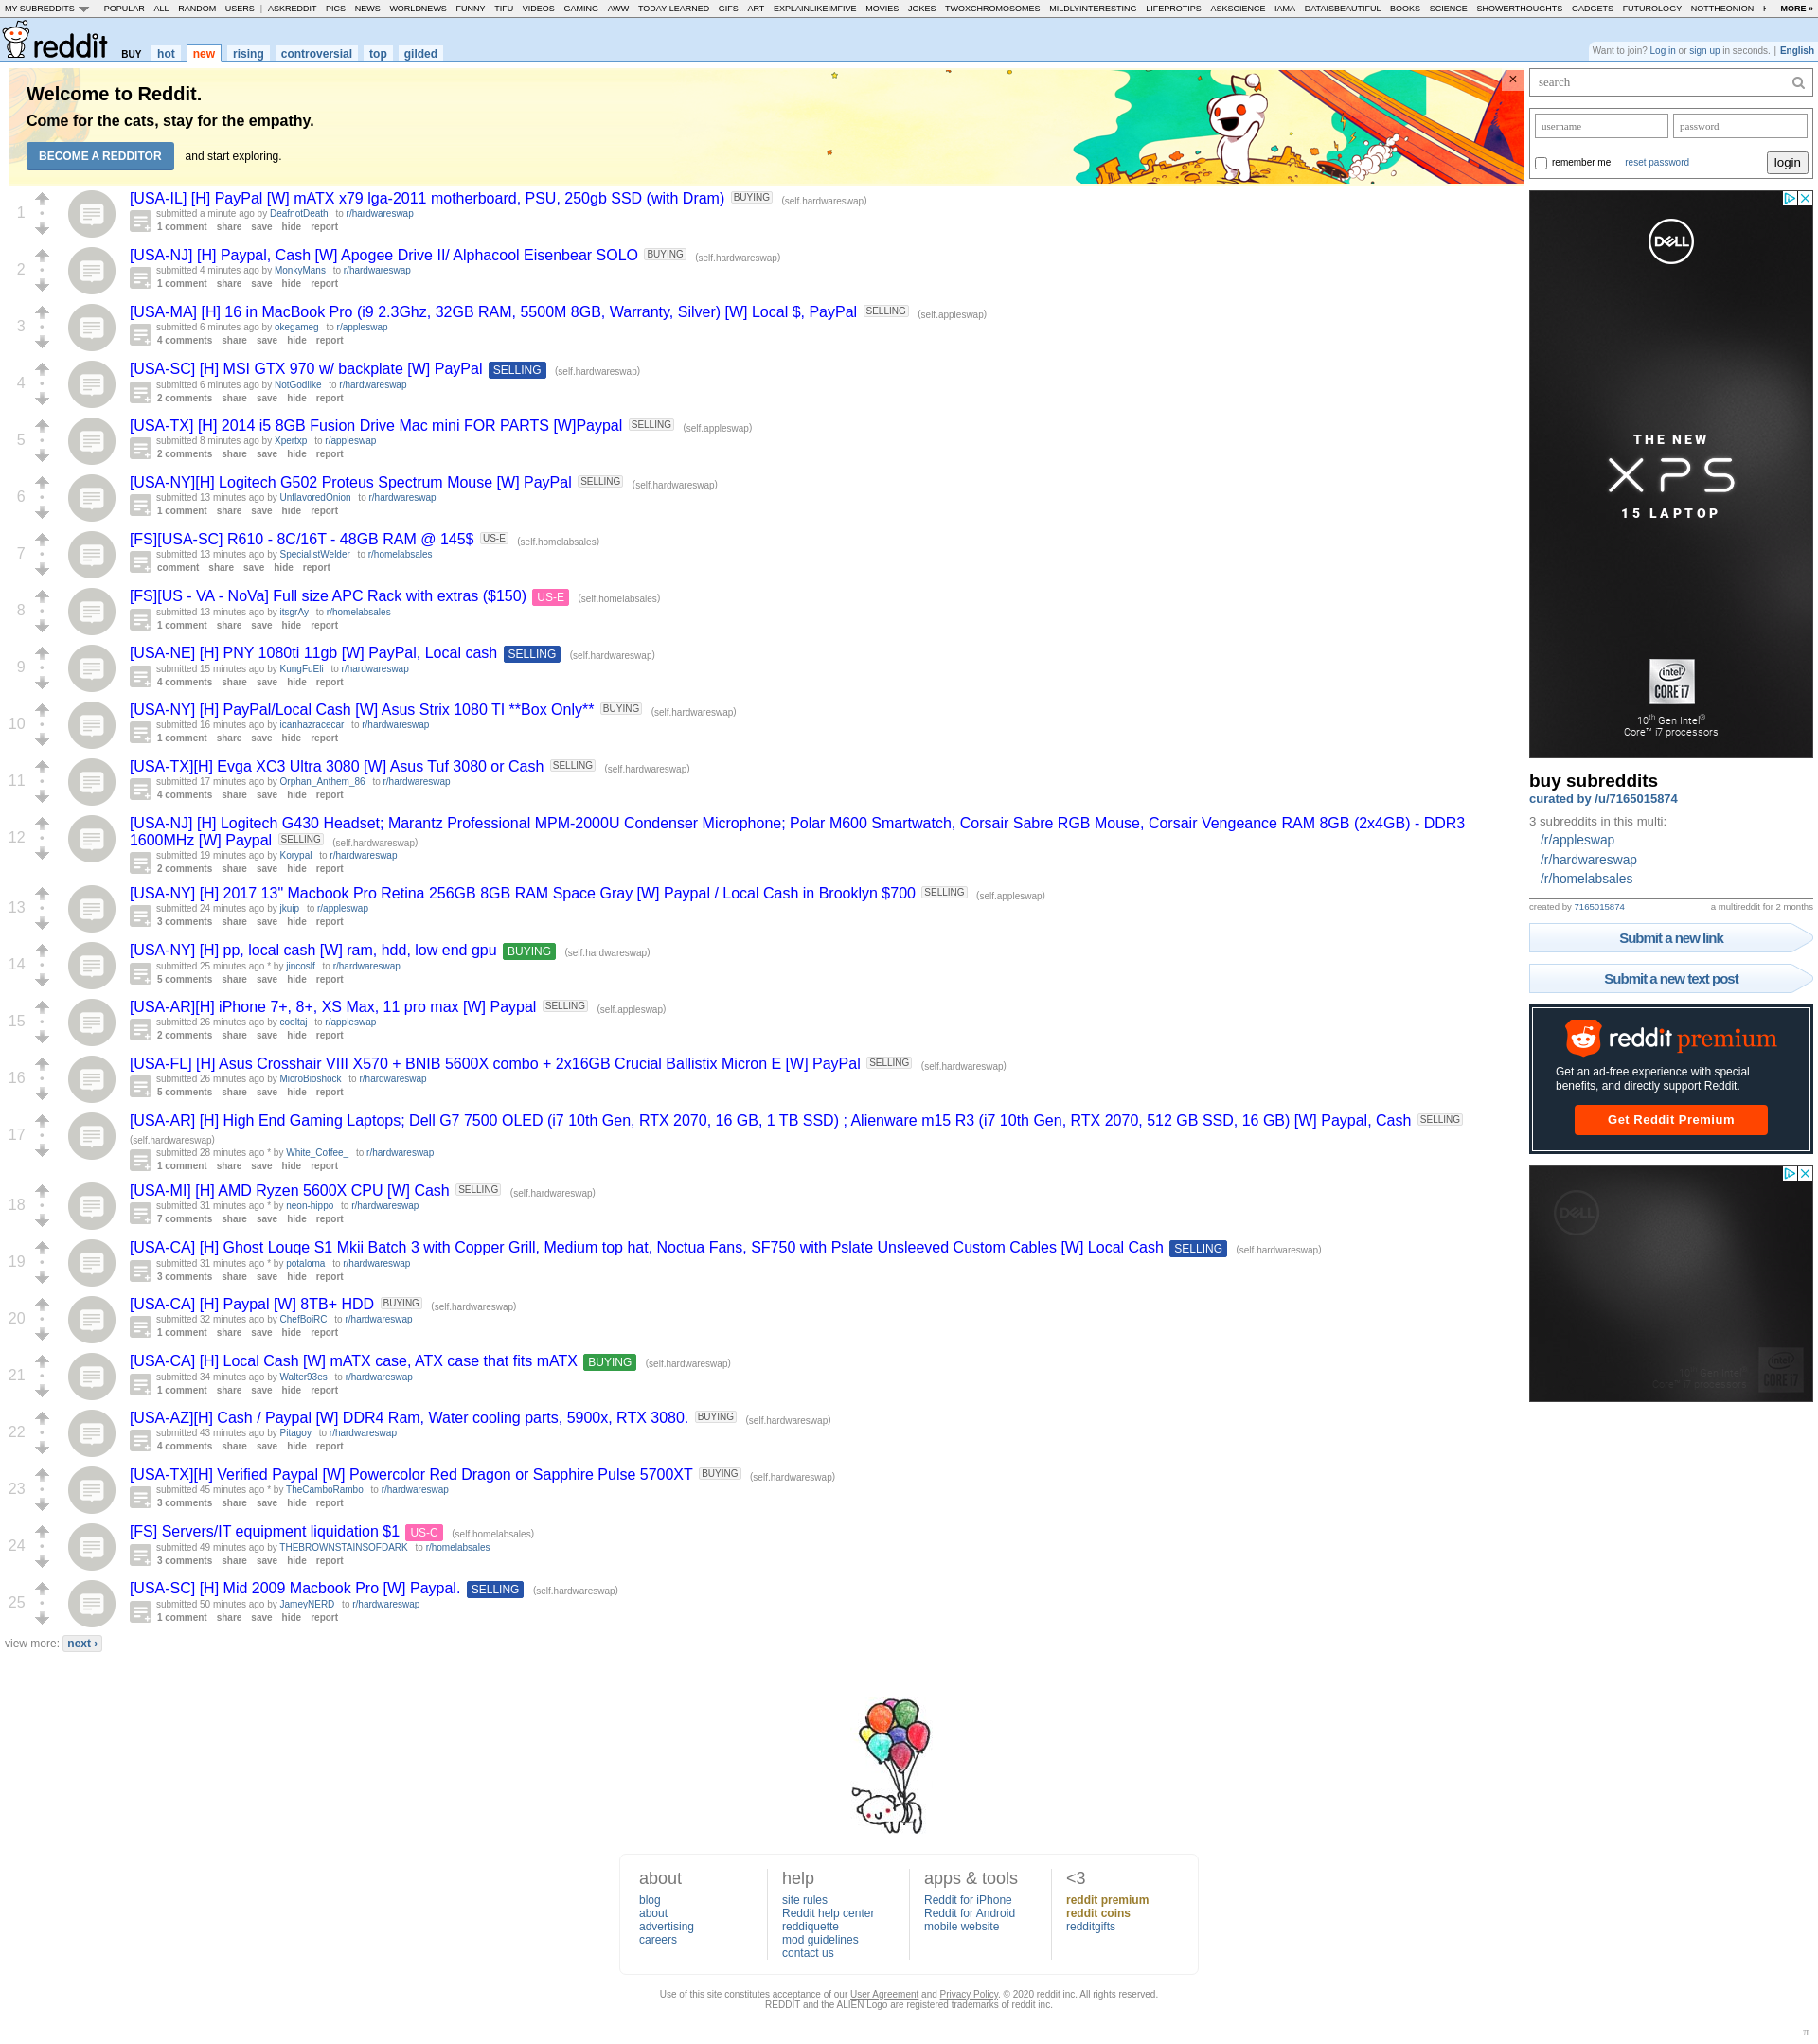 MY SUBREDDITS POPULAR - ALL - RANDOM - USERS | ASKREDDIT - PICS - NEWS - WORLDNEWS - FUNNY - TIFU - VIDEOS - GAMING - AWW - TODAYILEARNED - GIFS - ART - EXPLAINLIKEIMFIVE - MOVIES - JOKES - TWOXCHROMOSOMES - MILDLYINTERESTING - LIFEPROTIPS - ASKSCIENCE - IAMA - DATAISBEAUTIFUL - BOOKS - SCIENCE - SHOWERTHOUGHTS - GADGETS - FUTUROLOGY - NOTTHEONION - MORE »
reddit BUY hot new rising controversial top gilded
Want to join? Log in or sign up in seconds. | English
Welcome to Reddit.
Come for the cats, stay for the empathy.
BECOME A REDDITOR and start exploring.
1
[USA-IL] [H] PayPal [W] mATX x79 lga-2011 motherboard, PSU, 250gb SSD (with Dram) BUYING (self.hardwareswap)
submitted a minute ago by DeafnotDeath to r/hardwareswap
1 comment share save hide report
2
[USA-NJ] [H] Paypal, Cash [W] Apogee Drive II/ Alphacool Eisenbear SOLO BUYING (self.hardwareswap)
submitted 4 minutes ago by MonkyMans to r/hardwareswap
1 comment share save hide report
3
[USA-MA] [H] 16 in MacBook Pro (i9 2.3Ghz, 32GB RAM, 5500M 8GB, Warranty, Silver) [W] Local $, PayPal SELLING (self.appleswap)
submitted 6 minutes ago by okegameg to r/appleswap
4 comments share save hide report
4
[USA-SC] [H] MSI GTX 970 w/ backplate [W] PayPal SELLING (self.hardwareswap)
submitted 6 minutes ago by NotGodlike to r/hardwareswap
2 comments share save hide report
5
[USA-TX] [H] 2014 i5 8GB Fusion Drive Mac mini FOR PARTS [W]Paypal SELLING (self.appleswap)
submitted 8 minutes ago by Xpertxp to r/appleswap
2 comments share save hide report
6
[USA-NY][H] Logitech G502 Proteus Spectrum Mouse [W] PayPal SELLING (self.hardwareswap)
submitted 13 minutes ago by UnflavoredOnion to r/hardwareswap
1 comment share save hide report
7
[FS][USA-SC] R610 - 8C/16T - 48GB RAM @ 145$ US-E (self.homelabsales)
submitted 13 minutes ago by SpecialistWelder to r/homelabsales
comment share save hide report
8
[FS][US - VA - NoVa] Full size APC Rack with extras ($150) US-E (self.homelabsales)
submitted 13 minutes ago by itsgrAy to r/homelabsales
1 comment share save hide report
9
[USA-NE] [H] PNY 1080ti 11gb [W] PayPal, Local cash SELLING (self.hardwareswap)
submitted 15 minutes ago by KungFuEli to r/hardwareswap
4 comments share save hide report
10
[USA-NY] [H] PayPal/Local Cash [W] Asus Strix 1080 TI **Box Only** BUYING (self.hardwareswap)
submitted 16 minutes ago by icanhazracecar to r/hardwareswap
1 comment share save hide report
11
[USA-TX][H] Evga XC3 Ultra 3080 [W] Asus Tuf 3080 or Cash SELLING (self.hardwareswap)
submitted 17 minutes ago by Orphan_Anthem_86 to r/hardwareswap
4 comments share save hide report
12
[USA-NJ] [H] Logitech G430 Headset; Marantz Professional MPM-2000U Condenser Microphone; Polar M600 Smartwatch, Corsair Sabre RGB Mouse, Corsair Vengeance RAM 8GB (2x4GB) - DDR3
1600MHz [W] Paypal SELLING (self.hardwareswap)
submitted 19 minutes ago by Korypal to r/hardwareswap
2 comments share save hide report
13
[USA-NY] [H] 2017 13" Macbook Pro Retina 256GB 8GB RAM Space Gray [W] Paypal / Local Cash in Brooklyn $700 SELLING (self.appleswap)
submitted 24 minutes ago by jkuip to r/appleswap
3 comments share save hide report
14
[USA-NY] [H] pp, local cash [W] ram, hdd, low end gpu BUYING (self.hardwareswap)
submitted 25 minutes ago * by jincoslf to r/hardwareswap
5 comments share save hide report
15
[USA-AR][H] iPhone 7+, 8+, XS Max, 11 pro max [W] Paypal SELLING (self.appleswap)
submitted 26 minutes ago by cooltaj to r/appleswap
2 comments share save hide report
16
[USA-FL] [H] Asus Crosshair VIII X570 + BNIB 5600X combo + 2x16GB Crucial Ballistix Micron E [W] PayPal SELLING (self.hardwareswap)
submitted 26 minutes ago by MicroBioshock to r/hardwareswap
5 comments share save hide report
17
[USA-AR] [H] High End Gaming Laptops; Dell G7 7500 OLED (i7 10th Gen, RTX 2070, 16 GB, 1 TB SSD) ; Alienware m15 R3 (i7 10th Gen, RTX 2070, 512 GB SSD, 16 GB) [W] Paypal, Cash SELLING
(self.hardwareswap)
submitted 28 minutes ago * by White_Coffee_ to r/hardwareswap
1 comment share save hide report
18
[USA-MI] [H] AMD Ryzen 5600X CPU [W] Cash SELLING (self.hardwareswap)
submitted 31 minutes ago * by neon-hippo to r/hardwareswap
7 comments share save hide report
19
[USA-CA] [H] Ghost Louqe S1 Mkii Batch 3 with Copper Grill, Medium top hat, Noctua Fans, SF750 with Pslate Unsleeved Custom Cables [W] Local Cash SELLING (self.hardwareswap)
submitted 31 minutes ago * by potaloma to r/hardwareswap
3 comments share save hide report
20
[USA-CA] [H] Paypal [W] 8TB+ HDD BUYING (self.hardwareswap)
submitted 32 minutes ago by ChefBoiRC to r/hardwareswap
1 comment share save hide report
21
[USA-CA] [H] Local Cash [W] mATX case, ATX case that fits mATX BUYING (self.hardwareswap)
submitted 34 minutes ago by Walter93es to r/hardwareswap
1 comment share save hide report
22
[USA-AZ][H] Cash / Paypal [W] DDR4 Ram, Water cooling parts, 5900x, RTX 3080. BUYING (self.hardwareswap)
submitted 43 minutes ago by Pitagoy to r/hardwareswap
4 comments share save hide report
23
[USA-TX][H] Verified Paypal [W] Powercolor Red Dragon or Sapphire Pulse 5700XT BUYING (self.hardwareswap)
submitted 45 minutes ago * by TheCamboRambo to r/hardwareswap
3 comments share save hide report
24
[FS] Servers/IT equipment liquidation $1 US-C (self.homelabsales)
submitted 49 minutes ago by THEBROWNSTAINSOFDARK to r/homelabsales
3 comments share save hide report
25
[USA-SC] [H] Mid 2009 Macbook Pro [W] Paypal. SELLING (self.hardwareswap)
submitted 50 minutes ago by JameyNERD to r/hardwareswap
1 comment share save hide report
view more: next ›
search
username password
remember me reset password login
DELL
THE NEW
XPS
15 LAPTOP
intel
CORE i7
10th Gen Intel®
Core™ i7 processors
buy subreddits
curated by /u/7165015874
3 subreddits in this multi:
/r/appleswap
/r/hardwareswap
/r/homelabsales
created by 7165015874 a multireddit for 2 months
Submit a new link
Submit a new text post
reddit premium
Get an ad-free experience with special
benefits, and directly support Reddit.
Get Reddit Premium
DELL
10th Gen Intel®
Core™ i7 processors
intel
CORE i7
about
blog
about
advertising
careers
help
site rules
Reddit help center
reddiquette
mod guidelines
contact us
apps & tools
Reddit for iPhone
Reddit for Android
mobile website
<3
reddit premium
reddit coins
redditgifts
Use of this site constitutes acceptance of our User Agreement and Privacy Policy. © 2020 reddit inc. All rights reserved.
REDDIT and the ALIEN Logo are registered trademarks of reddit inc.
π